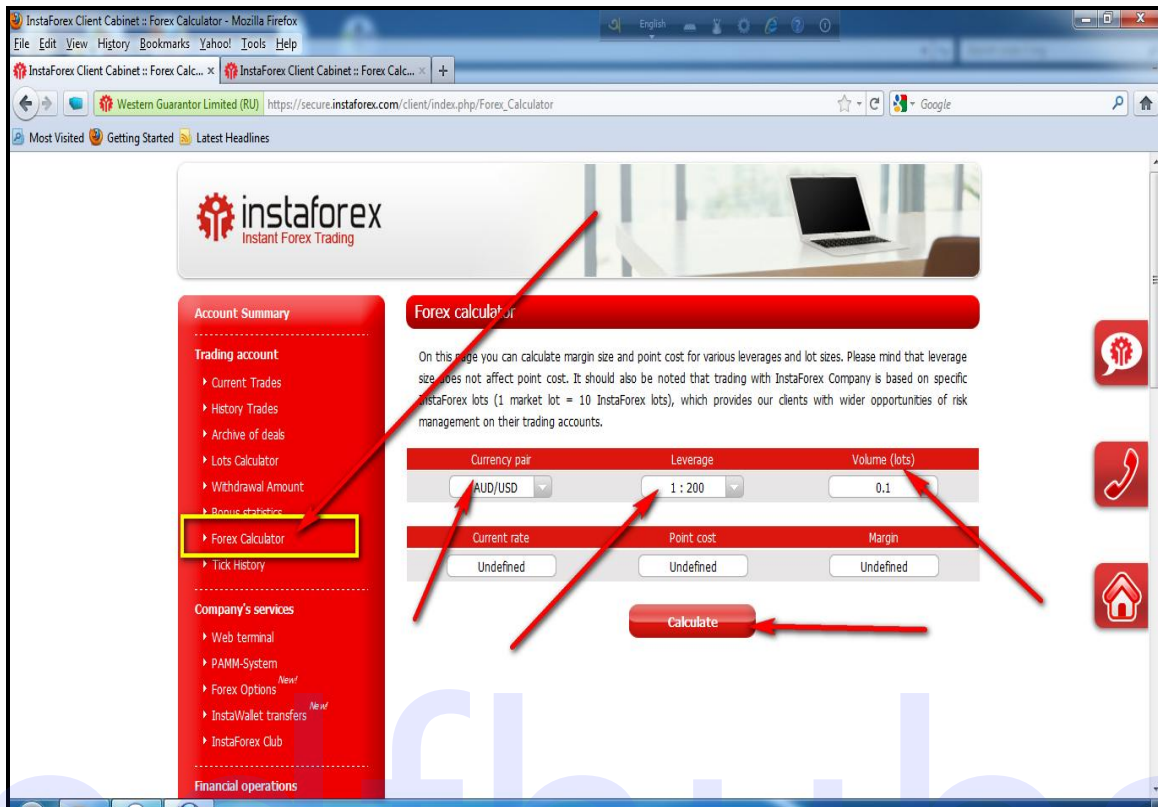 InstaForex Client Cabinet :: Forex Calculator - Mozilla Firefox
English
File Edit View History Bookmarks Yahoo! Tools Help
InstaForex Client Cabinet :: Forex Calc... × InstaForex Client Cabinet :: Forex Calc... × +
Western Guarantor Limited (RU) https://secure.instaforex.com/client/index.php/Forex_Calculator Google
Most Visited Getting Started Latest Headlines
instaforex
Instant Forex Trading
Account Summary
Trading account
Current Trades
History Trades
Archive of deals
Lots Calculator
Withdrawal Amount
Bonus statistics
Forex Calculator
Tick History
Company's services
Web terminal
PAMM-System
Forex Options New!
InstaWallet transfers New!
InstaForex Club
Financial operations
Forex calculator
On this page you can calculate margin size and point cost for various leverages and lot sizes. Please mind that leverage
size does not affect point cost. It should also be noted that trading with InstaForex Company is based on specific
InstaForex lots (1 market lot = 10 InstaForex lots), which provides our clients with wider opportunities of risk
management on their trading accounts.
Currency pair Leverage Volume (lots)
AUD/USD 1 : 200 0.1
Current rate Point cost Margin
Undefined Undefined Undefined
Calculate